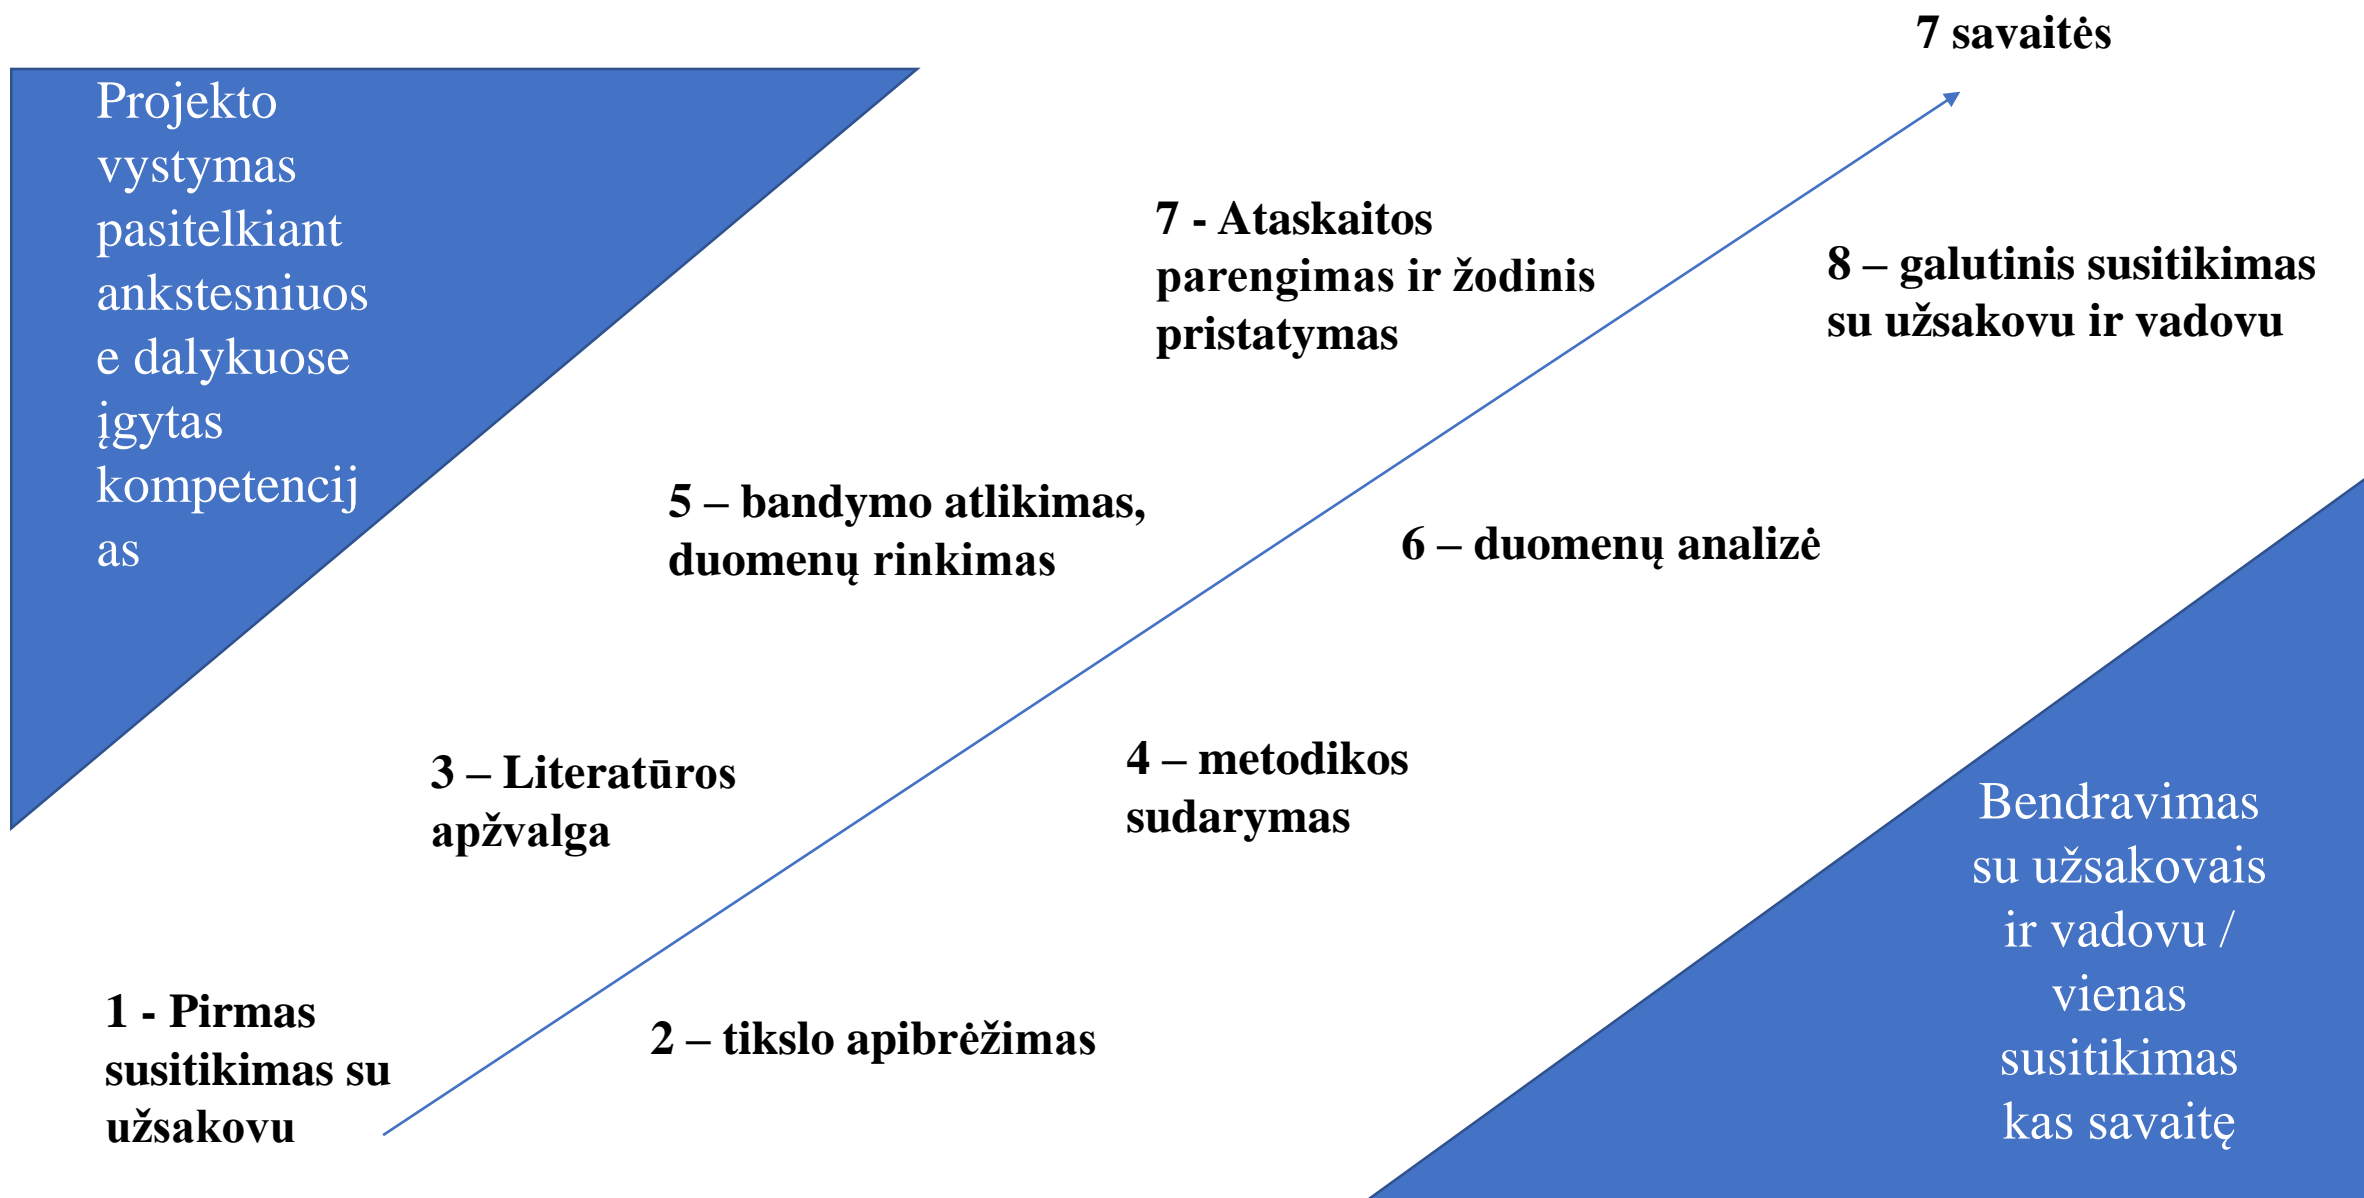 7 savaitės
Projekto
vystymas
pasitelkiant
ankstesniuos
e dalykuose
įgytas
kompetencij
as
7 - Ataskaitos
parengimas ir žodinis
pristatymas
8 – galutinis susitikimas
su užsakovu ir vadovu
5 – bandymo atlikimas,
duomenų rinkimas
6 – duomenų analizė
3 – Literatūros
apžvalga
4 – metodikos
sudarymas
1 - Pirmas
susitikimas su
užsakovu
2 – tikslo apibrėžimas
Bendravimas
su užsakovais
ir vadovu /
vienas
susitikimas
kas savaitę